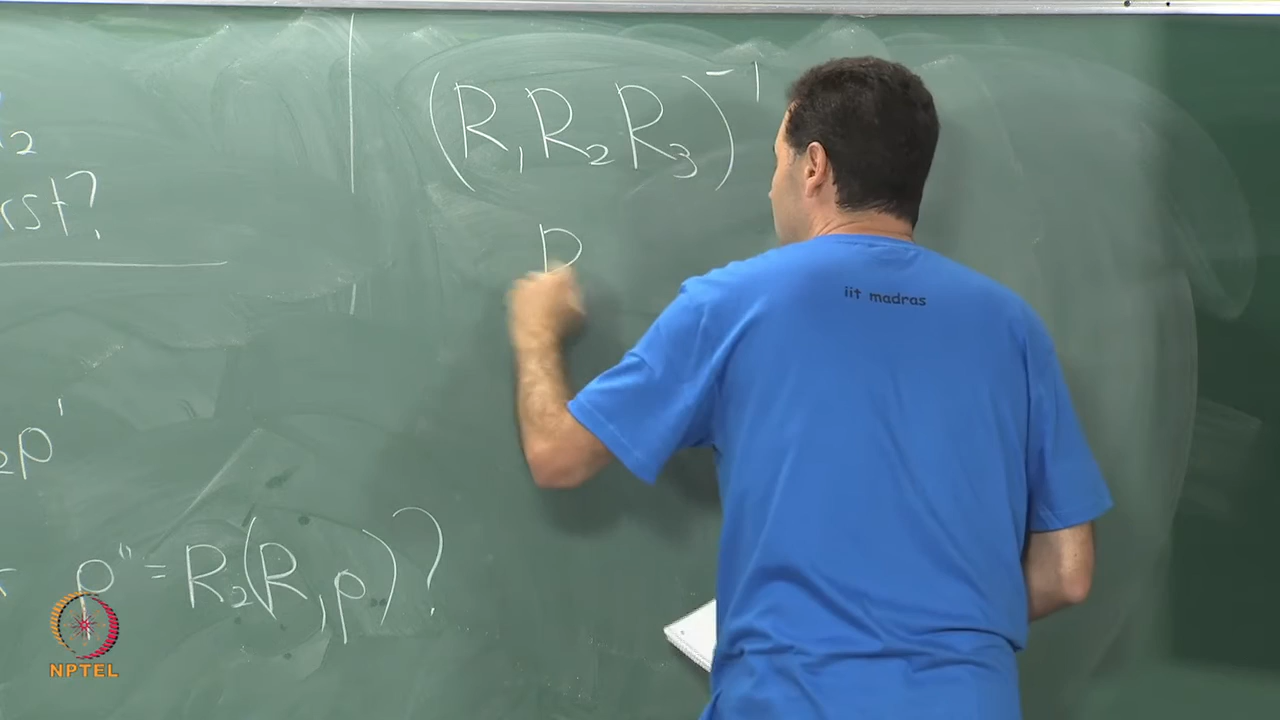 (R₁R₂R₃)⁻¹
₂
rst?
R
₂p'
p" = R₂(R₁p)?
iit madras
NPTEL